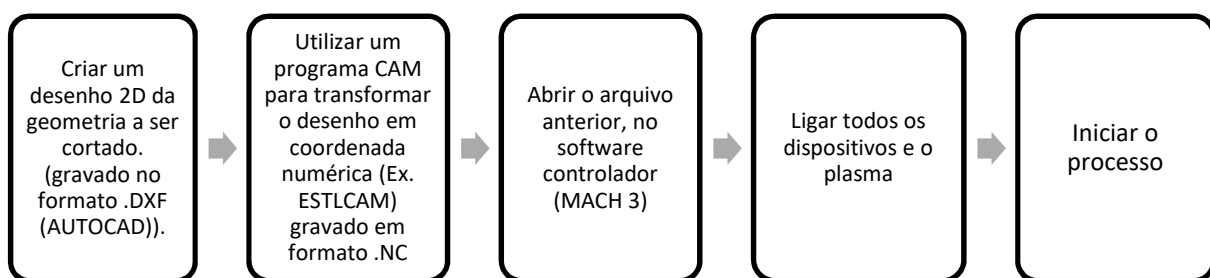 Criar um
desenho 2D da
geometria a ser
cortado.
(gravado no
formato .DXF
(AUTOCAD)).
Utilizar um
programa CAM
para transformar
o desenho em
coordenada
numérica (Ex.
ESTLCAM)
gravado em
formato .NC
Abrir o arquivo
anterior, no
software
controlador
(MACH 3)
Ligar todos os
dispositivos e o
plasma
Iniciar o
processo